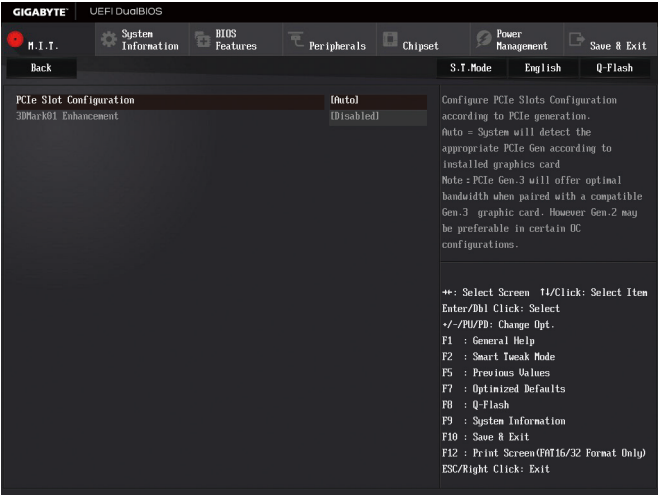 GIGABYTE™ UEFI DualBIOS
M.I.T.
System Information
BIOS Features
Peripherals
Chipset
Power Management
Save & Exit
Back S.T.Mode English Q-Flash
PCIe Slot Configuration [Auto]
3DMark01 Enhancement [Disabled]
Configure PCIe Slots Configuration
according to PCIe generation.
Auto = System will detect the
appropriate PCIe Gen according to
installed graphics card
Note : PCIe Gen.3 will offer optimal
bandwidth when paired with a compatible
Gen.3 graphic card. However Gen.2 may
be preferable in certain OC
configurations.
→←: Select Screen ↑↓/Click: Select Item
Enter/Dbl Click: Select
+/-/PU/PD: Change Opt.
F1 : General Help
F2 : Smart Tweak Mode
F5 : Previous Values
F7 : Optimized Defaults
F8 : Q-Flash
F9 : System Information
F10 : Save & Exit
F12 : Print Screen(FAT16/32 Format Only)
ESC/Right Click: Exit